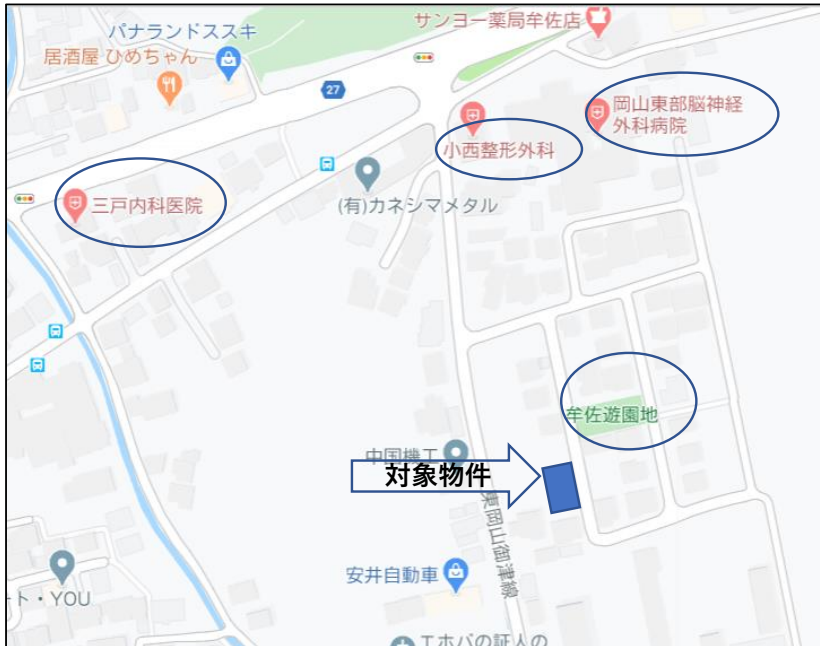 サンヨー薬局牟佐店
パナランドススキ
居酒屋 ひめちゃん
27
岡山東部脳神経
外科病院
小西整形外科
三戸内科医院
(有)カネシマメタル
牟佐遊園地
中国機工
対象物件
東岡山御津線
安井自動車
ート・YOU
エホバの証人の